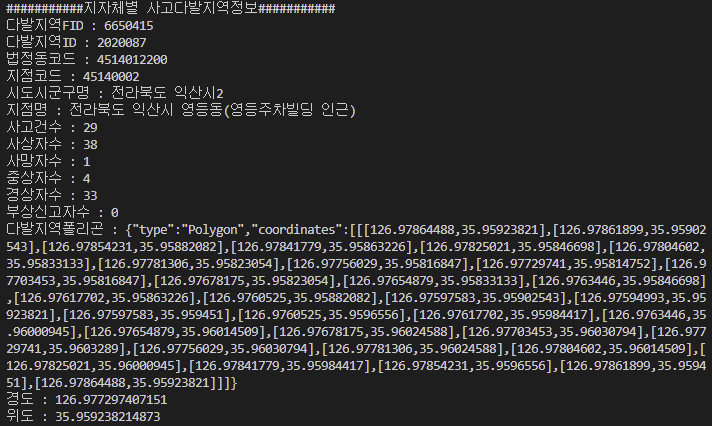 ###########지자체별 사고다발지역정보###########
다발지역FID : 6650415
다발지역ID : 2020087
법정동코드 : 4514012200
지점코드 : 45140002
시도시군구명 : 전라북도 익산시2
지점명 : 전라북도 익산시 영등동(영등주차빌딩 인근)
사고건수 : 29
사상자수 : 38
사망자수 : 1
중상자수 : 4
경상자수 : 33
부상신고자수 : 0
다발지역폴리곤 : {"type":"Polygon","coordinates":[[[126.97864488,35.95923821],[126.97861899,35.95902
543],[126.97854231,35.95882082],[126.97841779,35.95863226],[126.97825021,35.95846698],[126.97804602,
35.95833133],[126.97781306,35.95823054],[126.97756029,35.95816847],[126.97729741,35.95814752],[126.9
7703453,35.95816847],[126.97678175,35.95823054],[126.97654879,35.95833133],[126.9763446,35.95846698]
,[126.97617702,35.95863226],[126.9760525,35.95882082],[126.97597583,35.95902543],[126.97594993,35.95
923821],[126.97597583,35.959451],[126.9760525,35.9596556],[126.97617702,35.95984417],[126.9763446,35
.96000945],[126.97654879,35.96014509],[126.97678175,35.96024588],[126.97703453,35.96030794],[126.977
29741,35.9603289],[126.97756029,35.96030794],[126.97781306,35.96024588],[126.97804602,35.96014509],[
126.97825021,35.96000945],[126.97841779,35.95984417],[126.97854231,35.9596556],[126.97861899,35.9594
51],[126.97864488,35.95923821]]]}
경도 : 126.977297407151
위도 : 35.959238214873